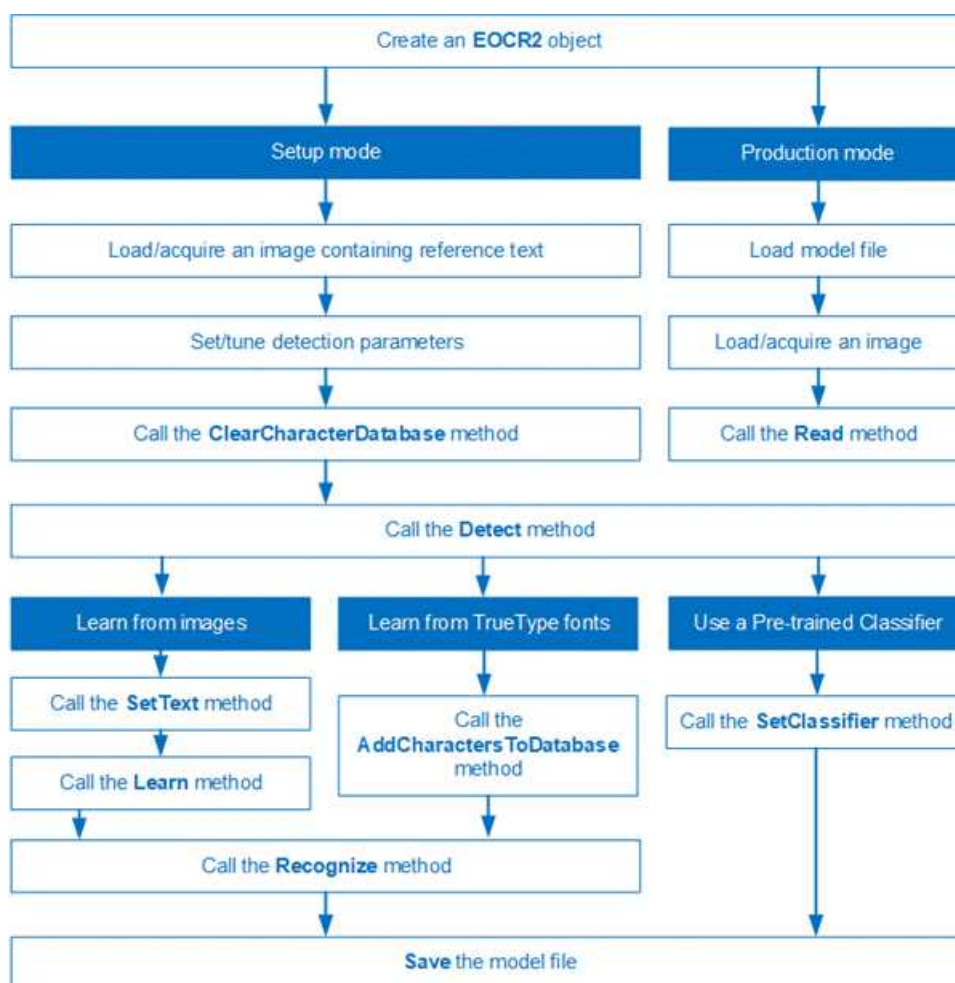 Create an EOCR2 object
Setup mode
Production mode
Load/acquire an image containing reference text
Load model file
Set/tune detection parameters
Load/acquire an image
Call the ClearCharacterDatabase method
Call the Read method
Call the Detect method
Learn from images
Learn from TrueType fonts
Use a Pre-trained Classifier
Call the SetText method
Call the
AddCharactersToDatabase
method
Call the SetClassifier method
Call the Learn method
Call the Recognize method
Save the model file